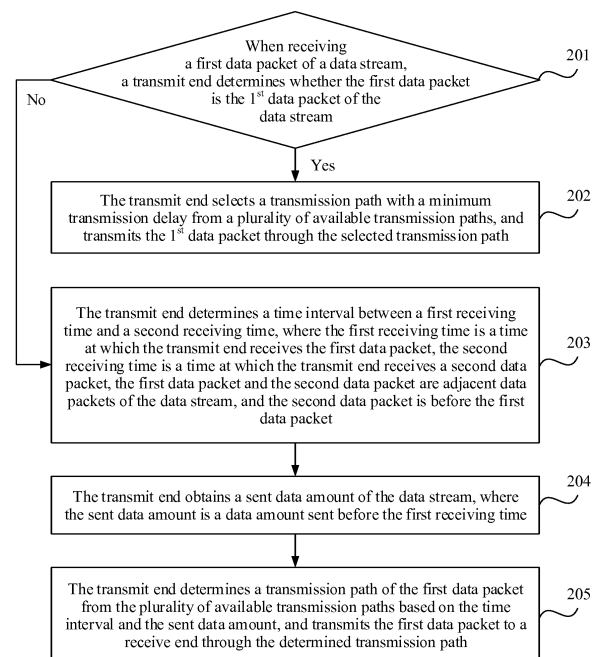 When receiving
a first data packet of a data stream,
a transmit end determines whether the first data packet
is the 1st data packet of the
data stream
201
No
Yes
The transmit end selects a transmission path with a minimum
transmission delay from a plurality of available transmission paths, and
transmits the 1st data packet through the selected transmission path
202
The transmit end determines a time interval between a first receiving
time and a second receiving time, where the first receiving time is a time
at which the transmit end receives the first data packet, the second
receiving time is a time at which the transmit end receives a second data
packet, the first data packet and the second data packet are adjacent data
packets of the data stream, and the second data packet is before the first
data packet
203
The transmit end obtains a sent data amount of the data stream, where
the sent data amount is a data amount sent before the first receiving time
204
The transmit end determines a transmission path of the first data packet
from the plurality of available transmission paths based on the time
interval and the sent data amount, and transmits the first data packet to a
receive end through the determined transmission path
205